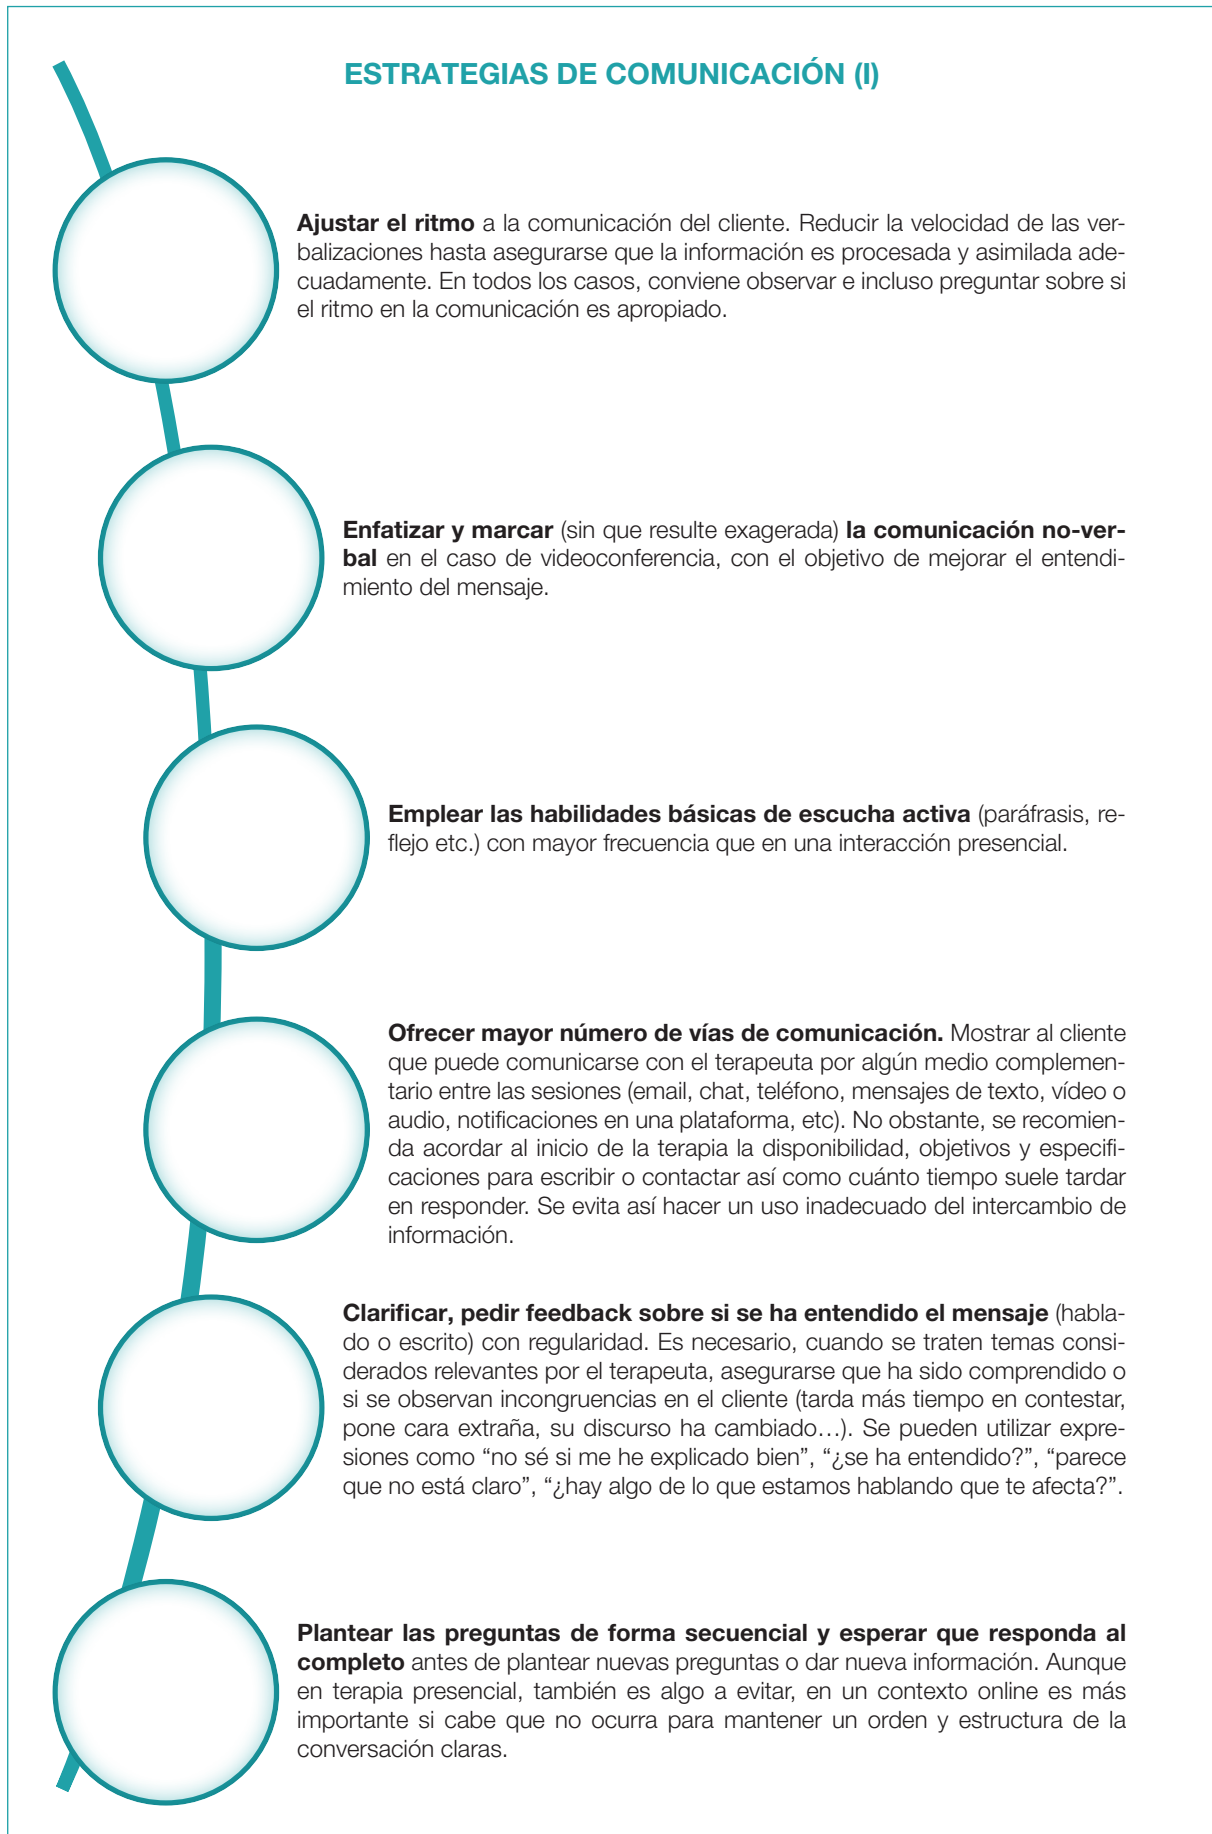 ESTRATEGIAS DE COMUNICACIÓN (I)
Ajustar el ritmo a la comunicación del cliente. Reducir la velocidad de las ver-
balizaciones hasta asegurarse que la información es procesada y asimilada ade-
cuadamente. En todos los casos, conviene observar e incluso preguntar sobre si
el ritmo en la comunicación es apropiado.
Enfatizar y marcar (sin que resulte exagerada) la comunicación no-ver-
bal en el caso de videoconferencia, con el objetivo de mejorar el entendi-
miento del mensaje.
Emplear las habilidades básicas de escucha activa (paráfrasis, re-
flejo etc.) con mayor frecuencia que en una interacción presencial.
Ofrecer mayor número de vías de comunicación. Mostrar al cliente
que puede comunicarse con el terapeuta por algún medio complemen-
tario entre las sesiones (email, chat, teléfono, mensajes de texto, vídeo o
audio, notificaciones en una plataforma, etc). No obstante, se recomien-
da acordar al inicio de la terapia la disponibilidad, objetivos y especifi-
caciones para escribir o contactar así como cuánto tiempo suele tardar
en responder. Se evita así hacer un uso inadecuado del intercambio de
información.
Clarificar, pedir feedback sobre si se ha entendido el mensaje (habla-
do o escrito) con regularidad. Es necesario, cuando se traten temas consi-
derados relevantes por el terapeuta, asegurarse que ha sido comprendido o
si se observan incongruencias en el cliente (tarda más tiempo en contestar,
pone cara extraña, su discurso ha cambiado…). Se pueden utilizar expre-
siones como “no sé si me he explicado bien”, “¿se ha entendido?”, “parece
que no está claro”, “¿hay algo de lo que estamos hablando que te afecta?”.
Plantear las preguntas de forma secuencial y esperar que responda al
completo antes de plantear nuevas preguntas o dar nueva información. Aunque
en terapia presencial, también es algo a evitar, en un contexto online es más
importante si cabe que no ocurra para mantener un orden y estructura de la
conversación claras.